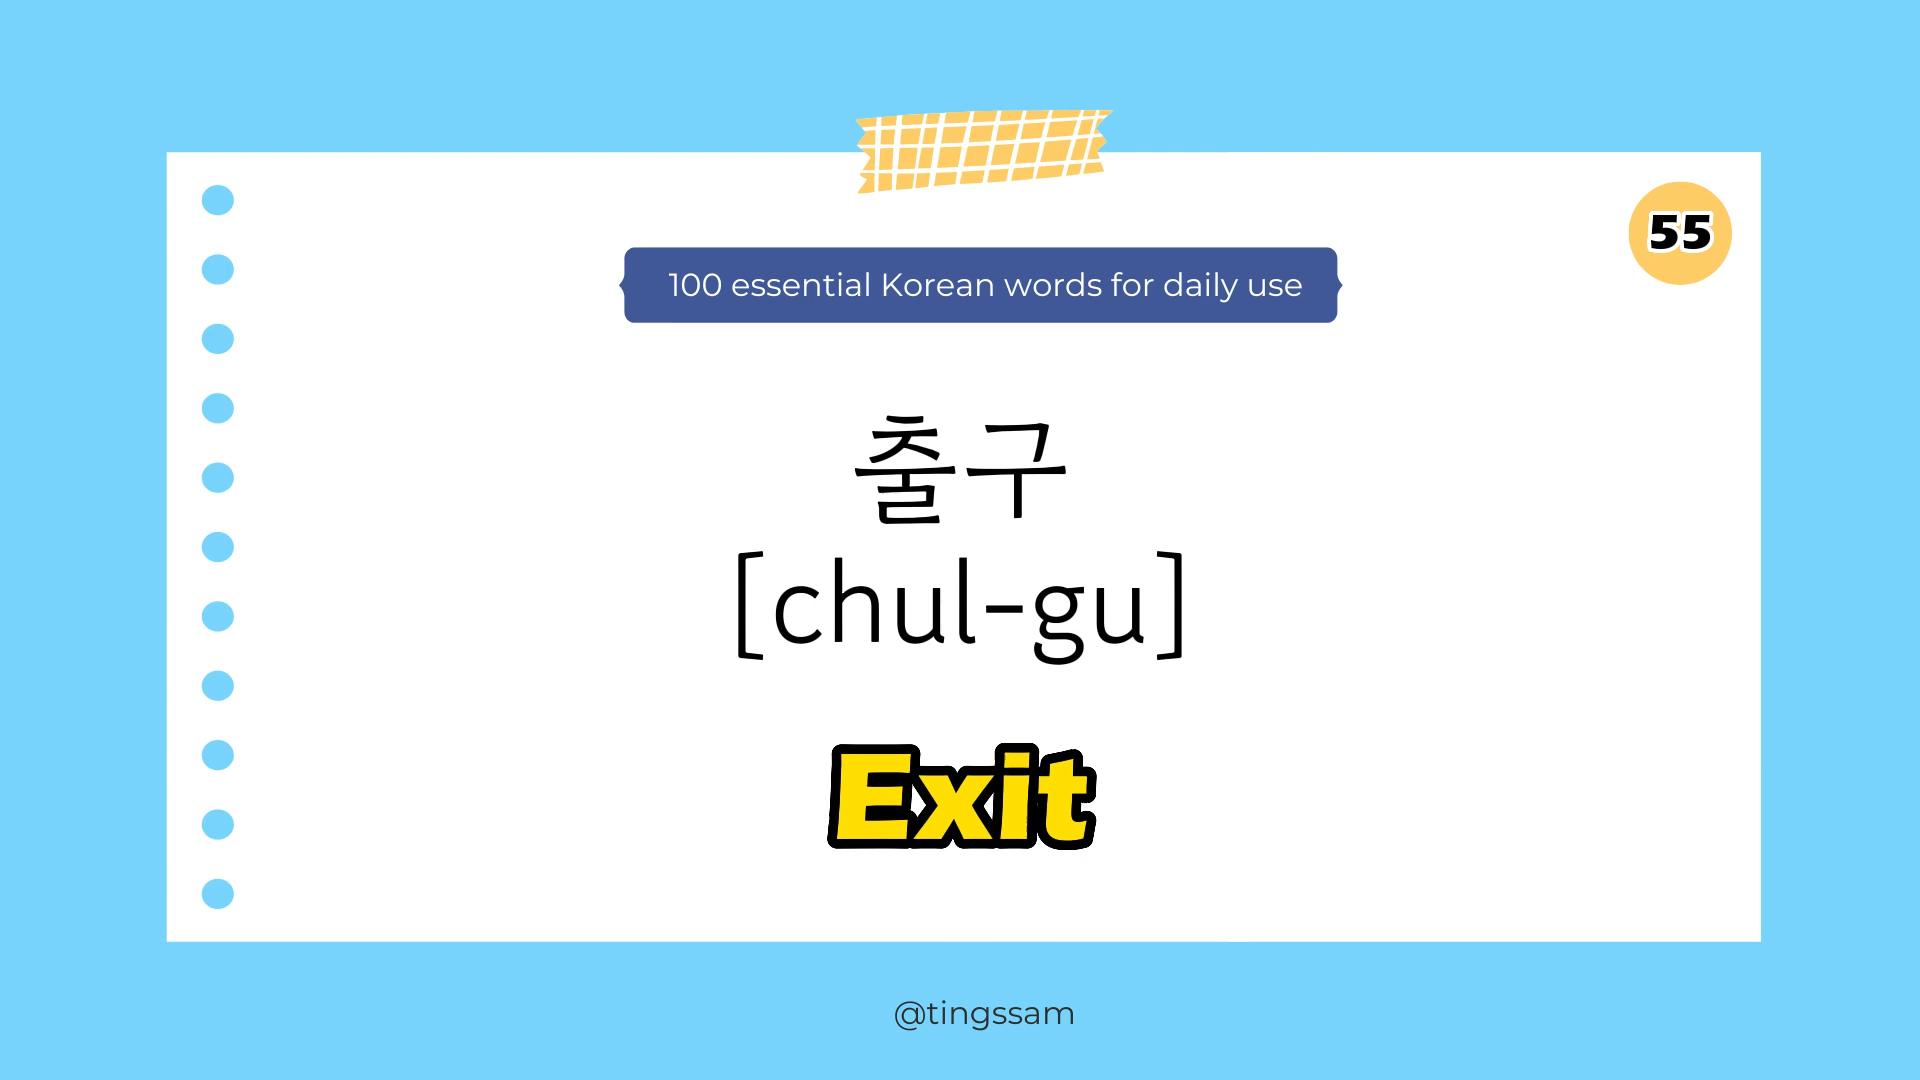 55
100 essential Korean words for daily use
출구
[chul-gu]
Exit
@tingssam